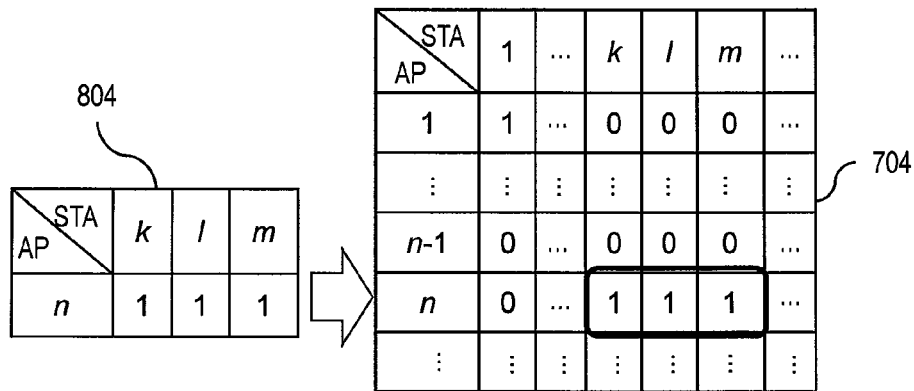 804
STA
AP k l m
n 1 1 1
STA
AP 1 ... k l m ...
1 1 ... 0 0 0 ...
⋮ ⋮ ⋮ ⋮ ⋮ ⋮ ⋮
n-1 0 ... 0 0 0 ...
n 0 ... 1 1 1 ...
⋮ ⋮ ⋮ ⋮ ⋮ ⋮ ⋮
704